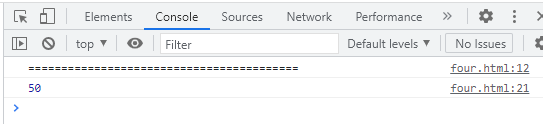 Elements Console Sources Network Performance »
top ▼ Filter Default levels ▼ No Issues
========================================= four.html:12
50 four.html:21
>